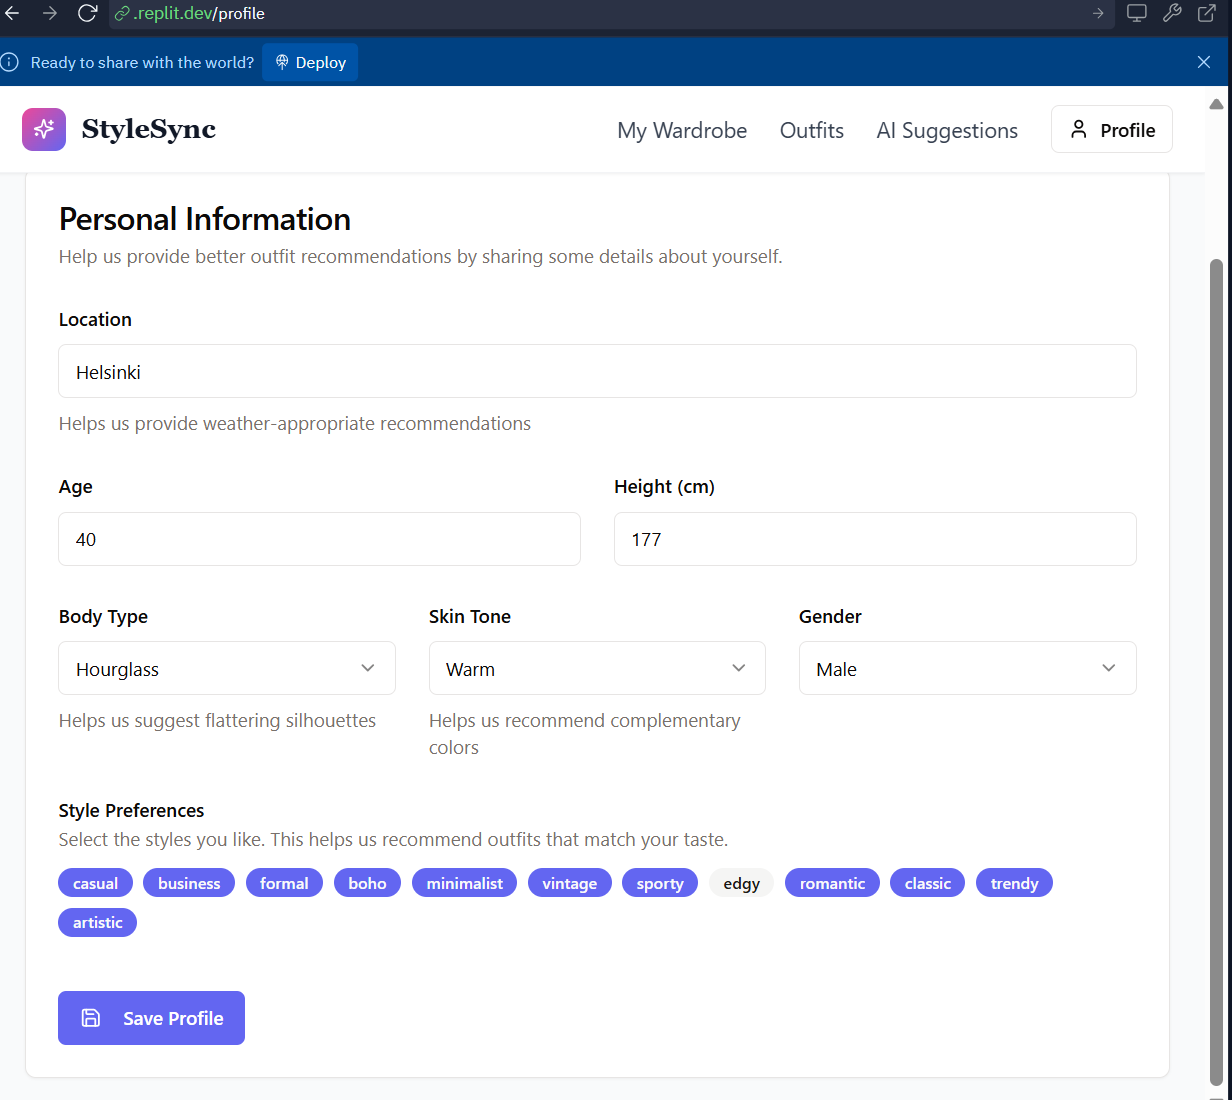 .replit.dev/profile
Ready to share with the world? Deploy
StyleSync My Wardrobe Outfits AI Suggestions Profile
Personal Information
Help us provide better outfit recommendations by sharing some details about yourself.
Location
Helsinki
Helps us provide weather-appropriate recommendations
Age Height (cm)
40 177
Body Type Skin Tone Gender
Hourglass Warm Male
Helps us suggest flattering silhouettes Helps us recommend complementary
colors
Style Preferences
Select the styles you like. This helps us recommend outfits that match your taste.
casual business formal boho minimalist vintage sporty edgy romantic classic trendy
artistic
Save Profile